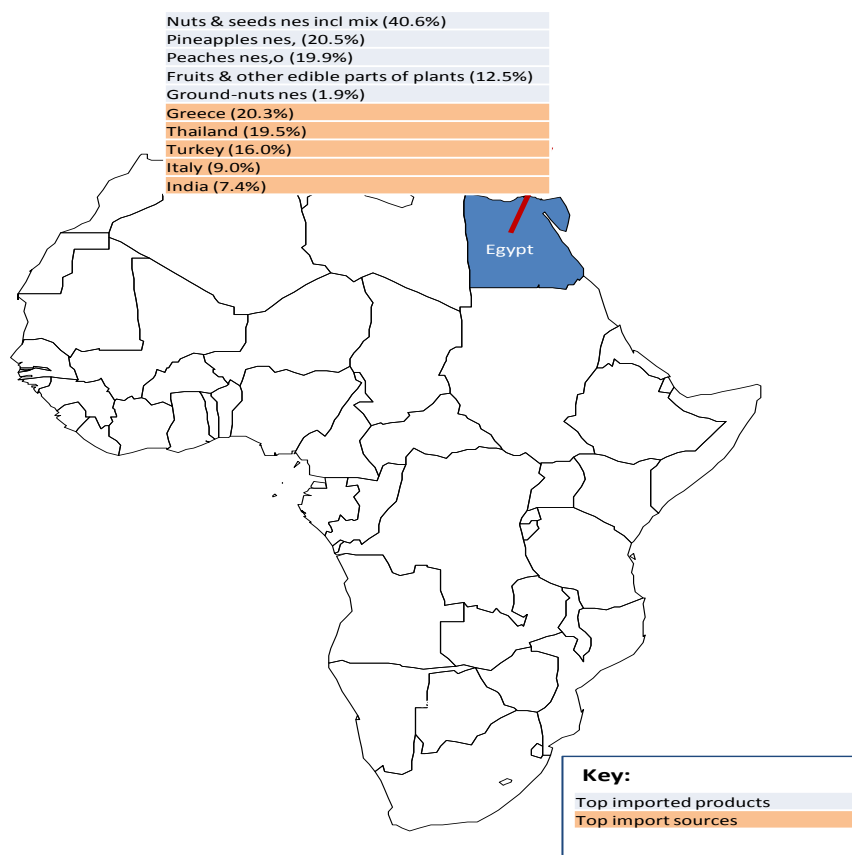 Nuts & seeds nes incl mix (40.6%)
Pineapples nes, (20.5%)
Peaches nes,o (19.9%)
Fruits & other edible parts of plants (12.5%)
Ground-nuts nes (1.9%)
Greece (20.3%)
Thailand (19.5%)
Turkey (16.0%)
Italy (9.0%)
India (7.4%)
Egypt
Key:
Top imported products
Top import sources